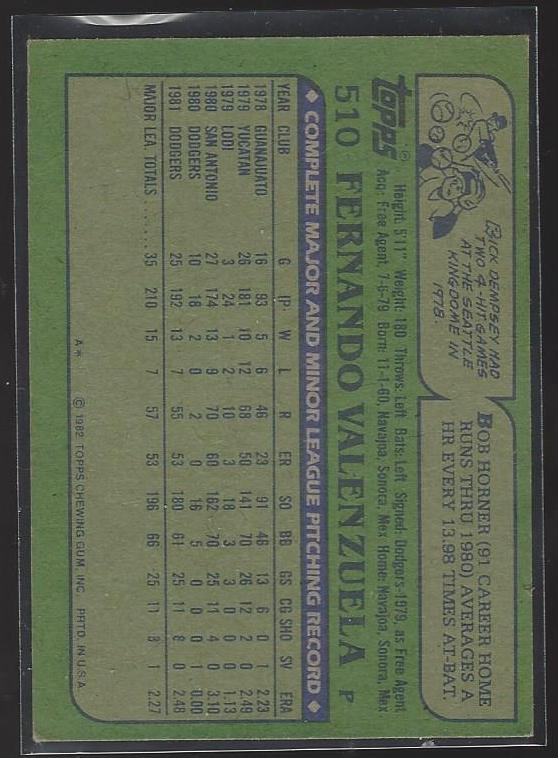 RICK DEMPSEY HAD
TWO 4-HIT GAMES
AT THE SEATTLE
KINGDOME IN
1978.
BOB HORNER (91 CAREER HOME
RUNS THRU 1980) AVERAGES A
HR EVERY 13.98 TIMES AT-BAT.
topps®
Height: 5'11" Weight: 180 Throws: Left Bats: Left Signed: Dodgers-1979, as Free Agent
Acq: Free Agent, 7-6-79 Born: 11-1-60, Navajoa, Sonora, Mex Home: Navajoa, Sonora, Mex
510 FERNANDO VALENZUELA P
◆ COMPLETE MAJOR AND MINOR LEAGUE PITCHING RECORD ◆
YEAR CLUB G IP W L R ER SO BB GS CG SHO SV ERA
1978 GUANAJUATO 16 93 5 6 46 23 91 46 13 6 0 1 2.23
1979 YUCATAN 26 181 10 12 68 50 141 70 26 12 2 0 2.49
1979 LODI 3 24 1 2 10 3 18 3 3 0 0 0 1.13
1980 SAN ANTONIO 27 174 13 9 70 60 162 70 25 11 4 0 3.10
1980 DODGERS 10 18 2 0 2 0 16 5 0 0 0 1 0.00
1981 DODGERS 25 192 13 7 55 53 180 61 25 11 8 0 2.48
MAJOR LEA. TOTALS...... 35 210 15 7 57 53 196 66 25 11 8 1 2.27
A* © 1982 TOPPS CHEWING GUM, INC. PRTD. IN U.S.A.